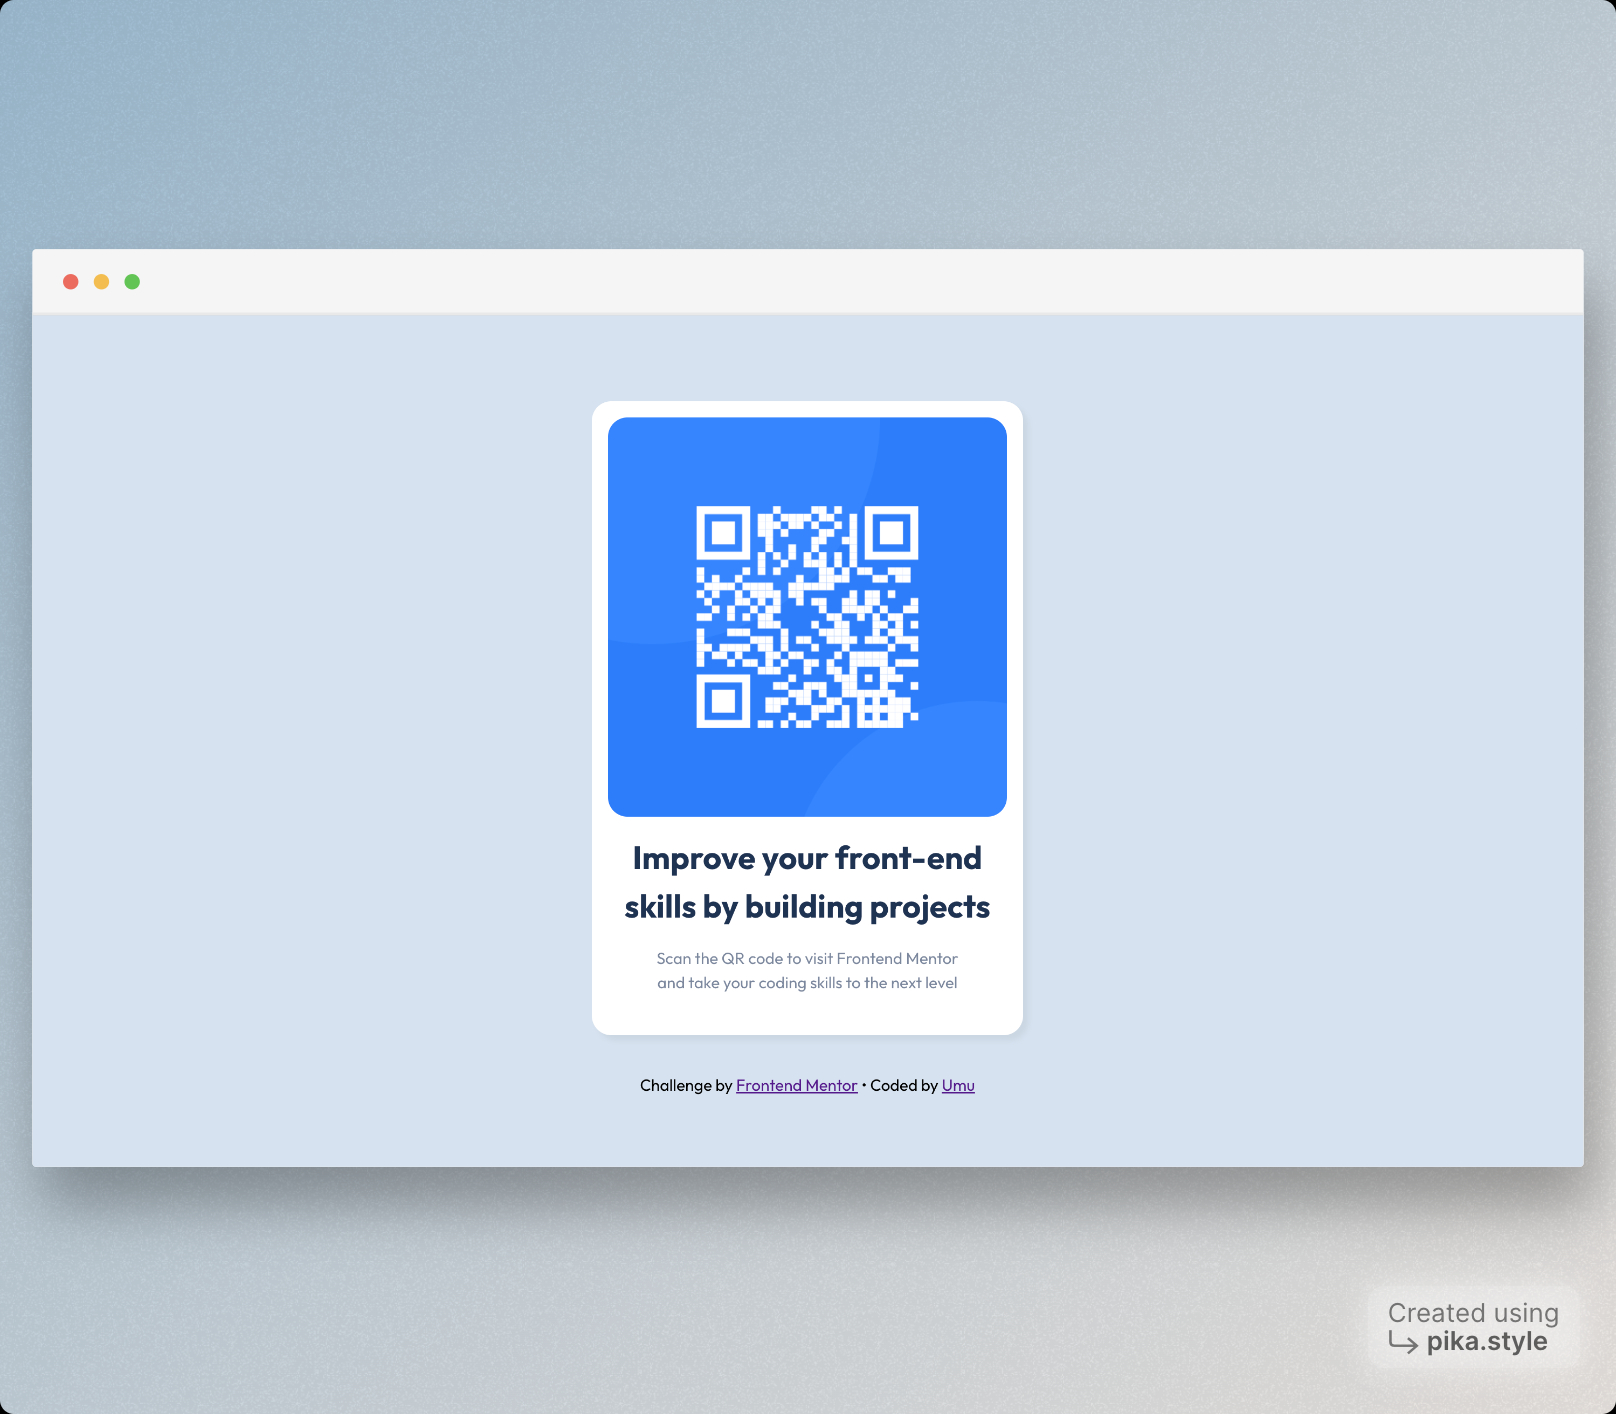 Improve your front-end
skills by building projects
Scan the QR code to visit Frontend Mentor
and take your coding skills to the next level
Challenge by Frontend Mentor • Coded by Umu
Created using
pika.style